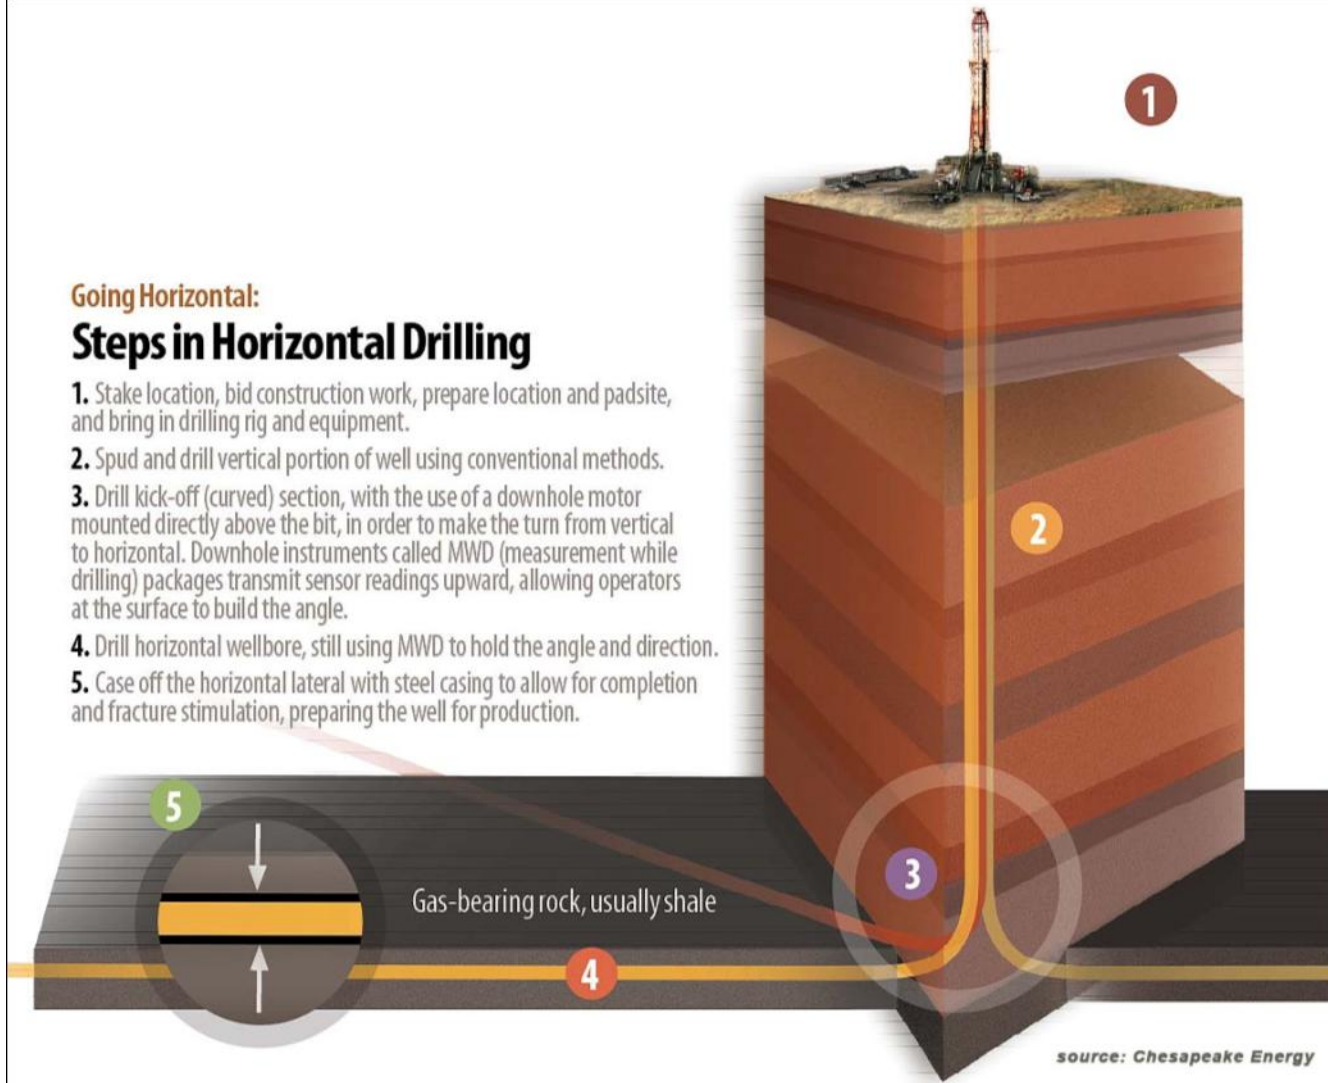 1
Going Horizontal:
Steps in Horizontal Drilling
1. Stake location, bid construction work, prepare location and padsite,
and bring in drilling rig and equipment.
2. Spud and drill vertical portion of well using conventional methods.
3. Drill kick-off (curved) section, with the use of a downhole motor
mounted directly above the bit, in order to make the turn from vertical
to horizontal. Downhole instruments called MWD (measurement while
drilling) packages transmit sensor readings upward, allowing operators
at the surface to build the angle.
4. Drill horizontal wellbore, still using MWD to hold the angle and direction.
5. Case off the horizontal lateral with steel casing to allow for completion
and fracture stimulation, preparing the well for production.
2
5
3
Gas-bearing rock, usually shale
4
source: Chesapeake Energy